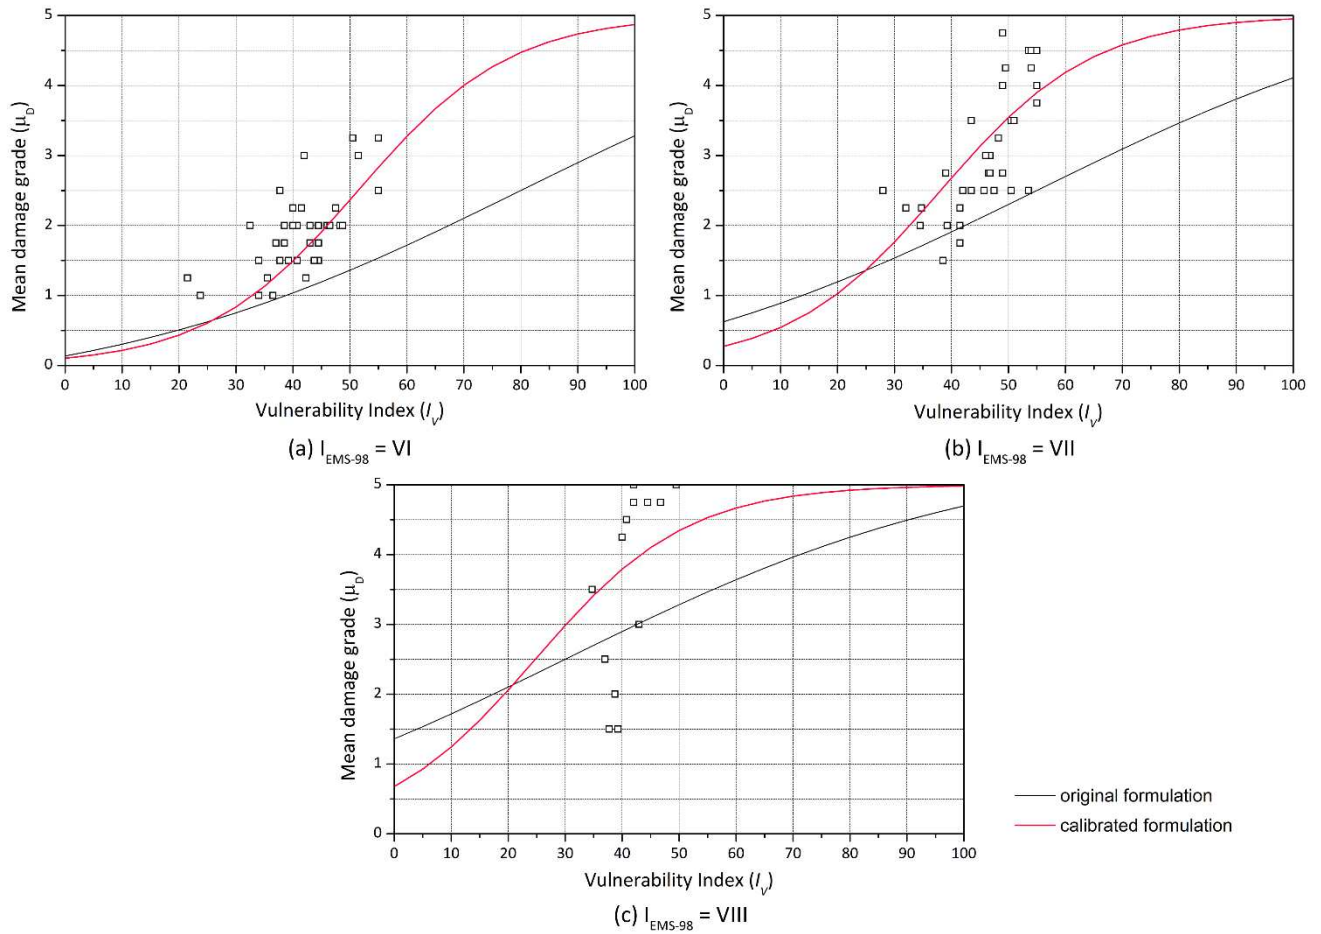 5
4
3
2
1
0
Mean damage grade (μD)
0 10 20 30 40 50 60 70 80 90 100
Vulnerability Index (IV)
(a) IEMS-98 = VI
5
4
3
2
1
0
Mean damage grade (μD)
0 10 20 30 40 50 60 70 80 90 100
Vulnerability Index (IV)
(b) IEMS-98 = VII
5
4
3
2
1
0
Mean damage grade (μD)
0 10 20 30 40 50 60 70 80 90 100
Vulnerability Index (IV)
(c) IEMS-98 = VIII
original formulation
calibrated formulation